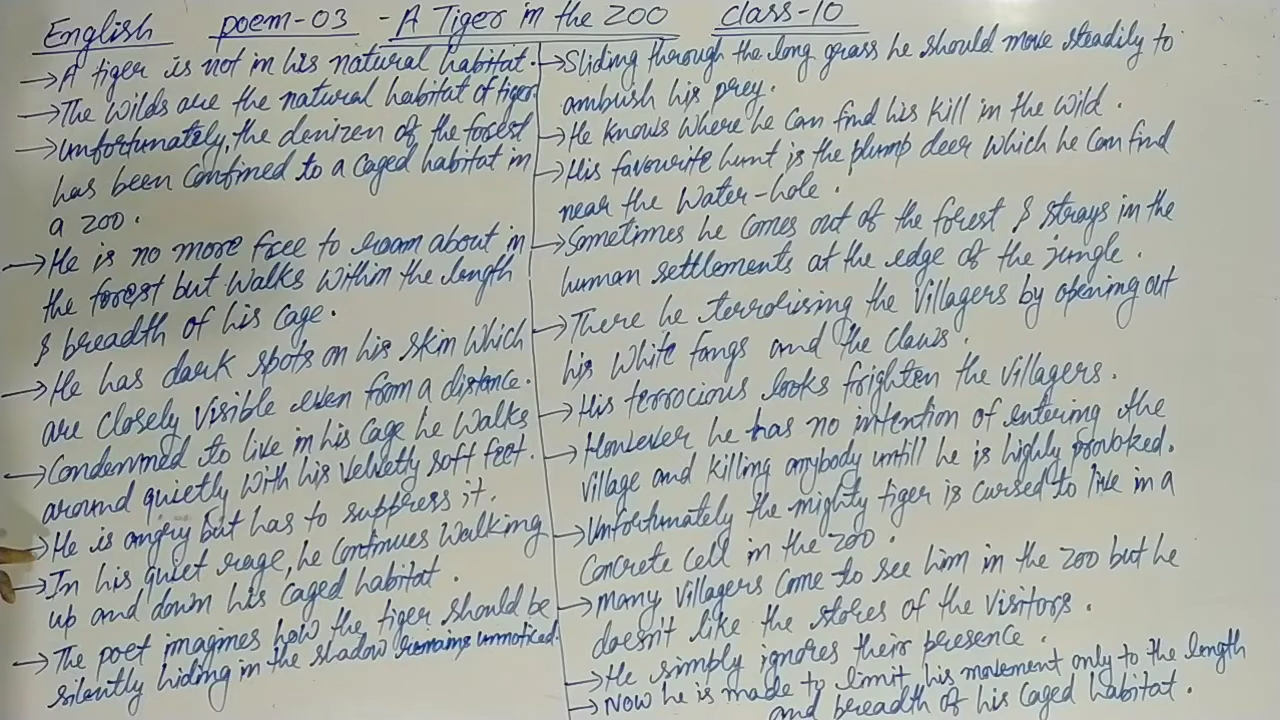 English poem-03 - A Tiger in the Zoo class-10
→A tiger is not in his natural habitat.
→The wilds are the natural habitat of tiger.
→Unfortunately, the denizen of the forest
has been confined to a caged habitat in
a zoo.
→He is no more free to roam about in
the forest but walks within the length
& breadth of his cage.
→He has dark spots on his skin which
are closely visible even from a distance.
→Condemned to live in his cage he walks
around quietly with his velvetly soft feet.
→He is angry but has to suppress it.
→In his quiet rage, he continues walking
up and down his caged habitat.
→The poet imagines how the tiger should be
silently hiding in the shadow remains unnoticed.
→Sliding through the long grass he should move steadily to
ambush his prey.
→He knows where he can find his kill in the wild.
→His favourite hunt is the plump deer which he can find
near the water-hole.
→Sometimes he comes out of the forest & strays in the
human settlements at the edge of the jungle.
→There he terrorising the villagers by opening out
his white fangs and the claws.
→His ferrocious looks frighten the villagers.
→However he has no intention of entering the
village and killing anybody untill he is highly provoked.
→Unfortunately the mighty tiger is cursed to live in a
concrete cell in the zoo.
→many villagers come to see him in the zoo but he
doesn't like the stores of the visitors.
→He simply ignores their presence.
→Now he is made to limit his movement only to the length
and breadth of his caged habitat.